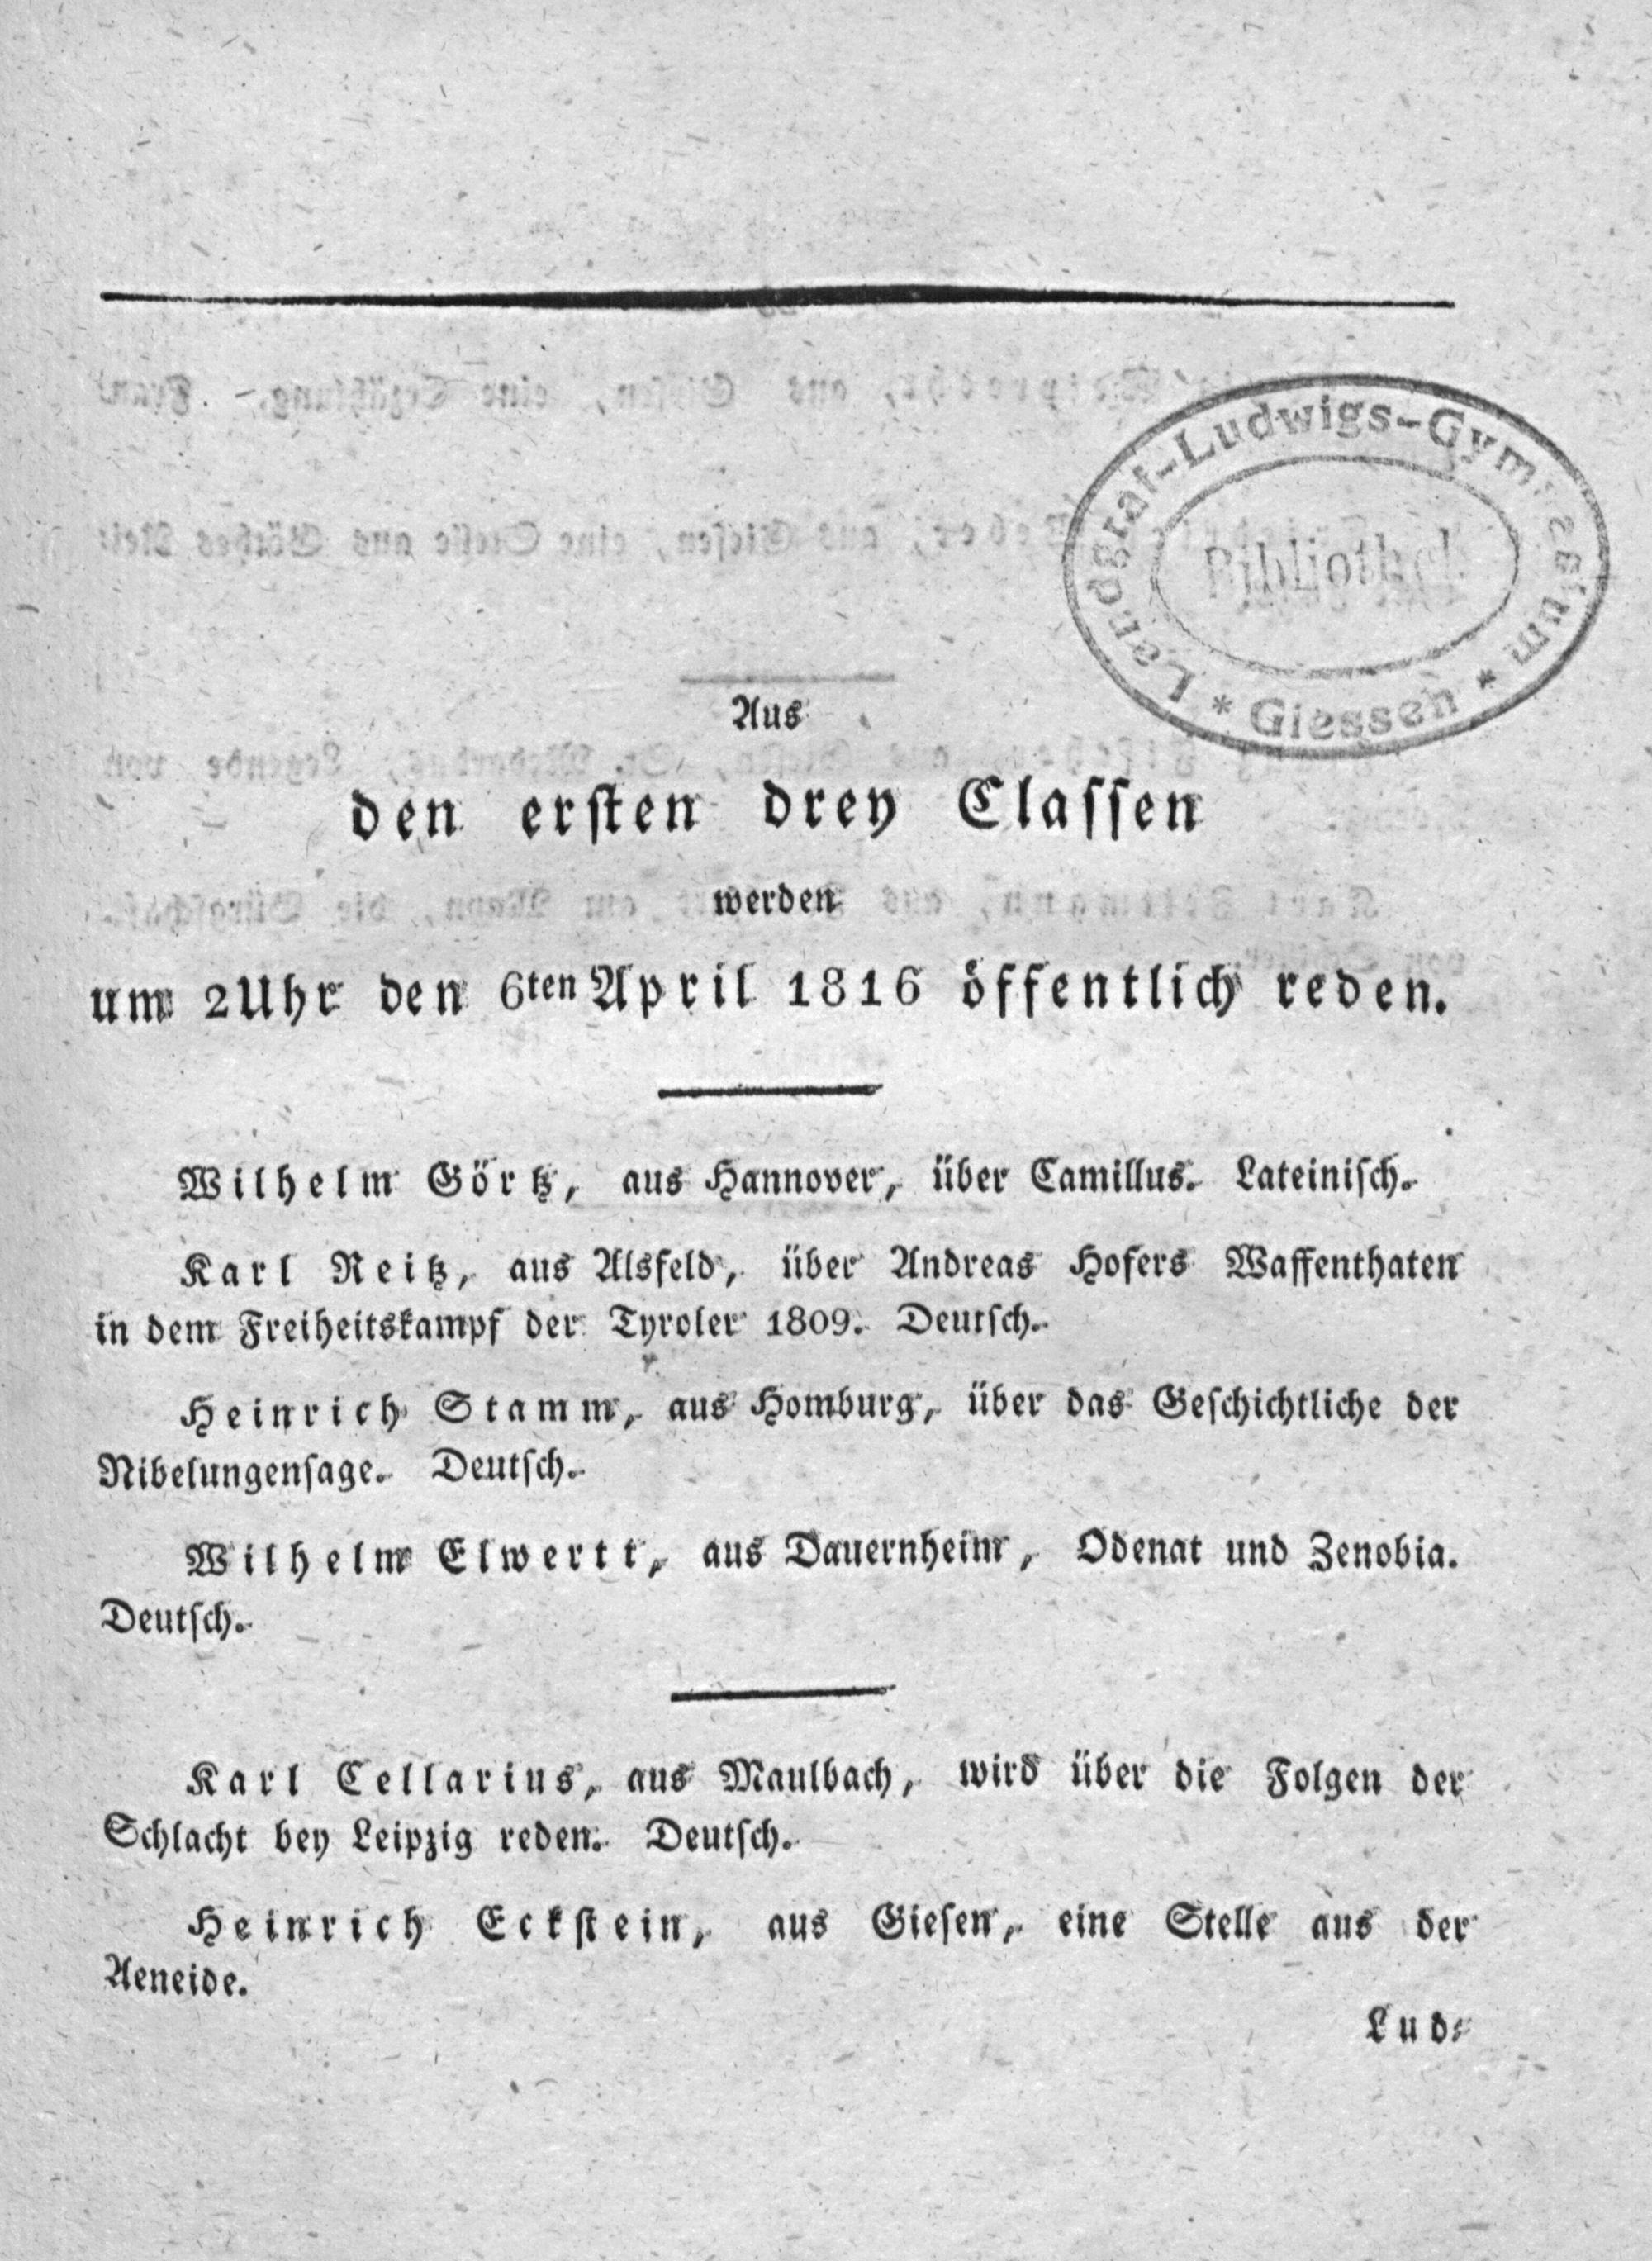 Landgraf-Ludwigs-Gymnasium
Bibliothek
* Giessen *
Aus
den ersten drey Classen
werden
um 2 Uhr den 6ten April 1816 öffentlich reden.
Wilhelm Görtz, aus Hannover, über Camillus. Lateinisch.
Karl Reitz, aus Alsfeld, über Andreas Hofers Waffenthaten
in dem Freiheitskampf der Tyroler 1809. Deutsch.
Heinrich Stamm, aus Homburg, über das Geschichtliche der
Nibelungensage. Deutsch.
Wilhelm Elwertt, aus Dauernheim, Odenat und Zenobia.
Deutsch.
Karl Cellarius, aus Maulbach, wird über die Folgen der
Schlacht bey Leipzig reden. Deutsch.
Heinrich Eckstein, aus Giesen, eine Stelle aus der
Aeneide.
Lud-